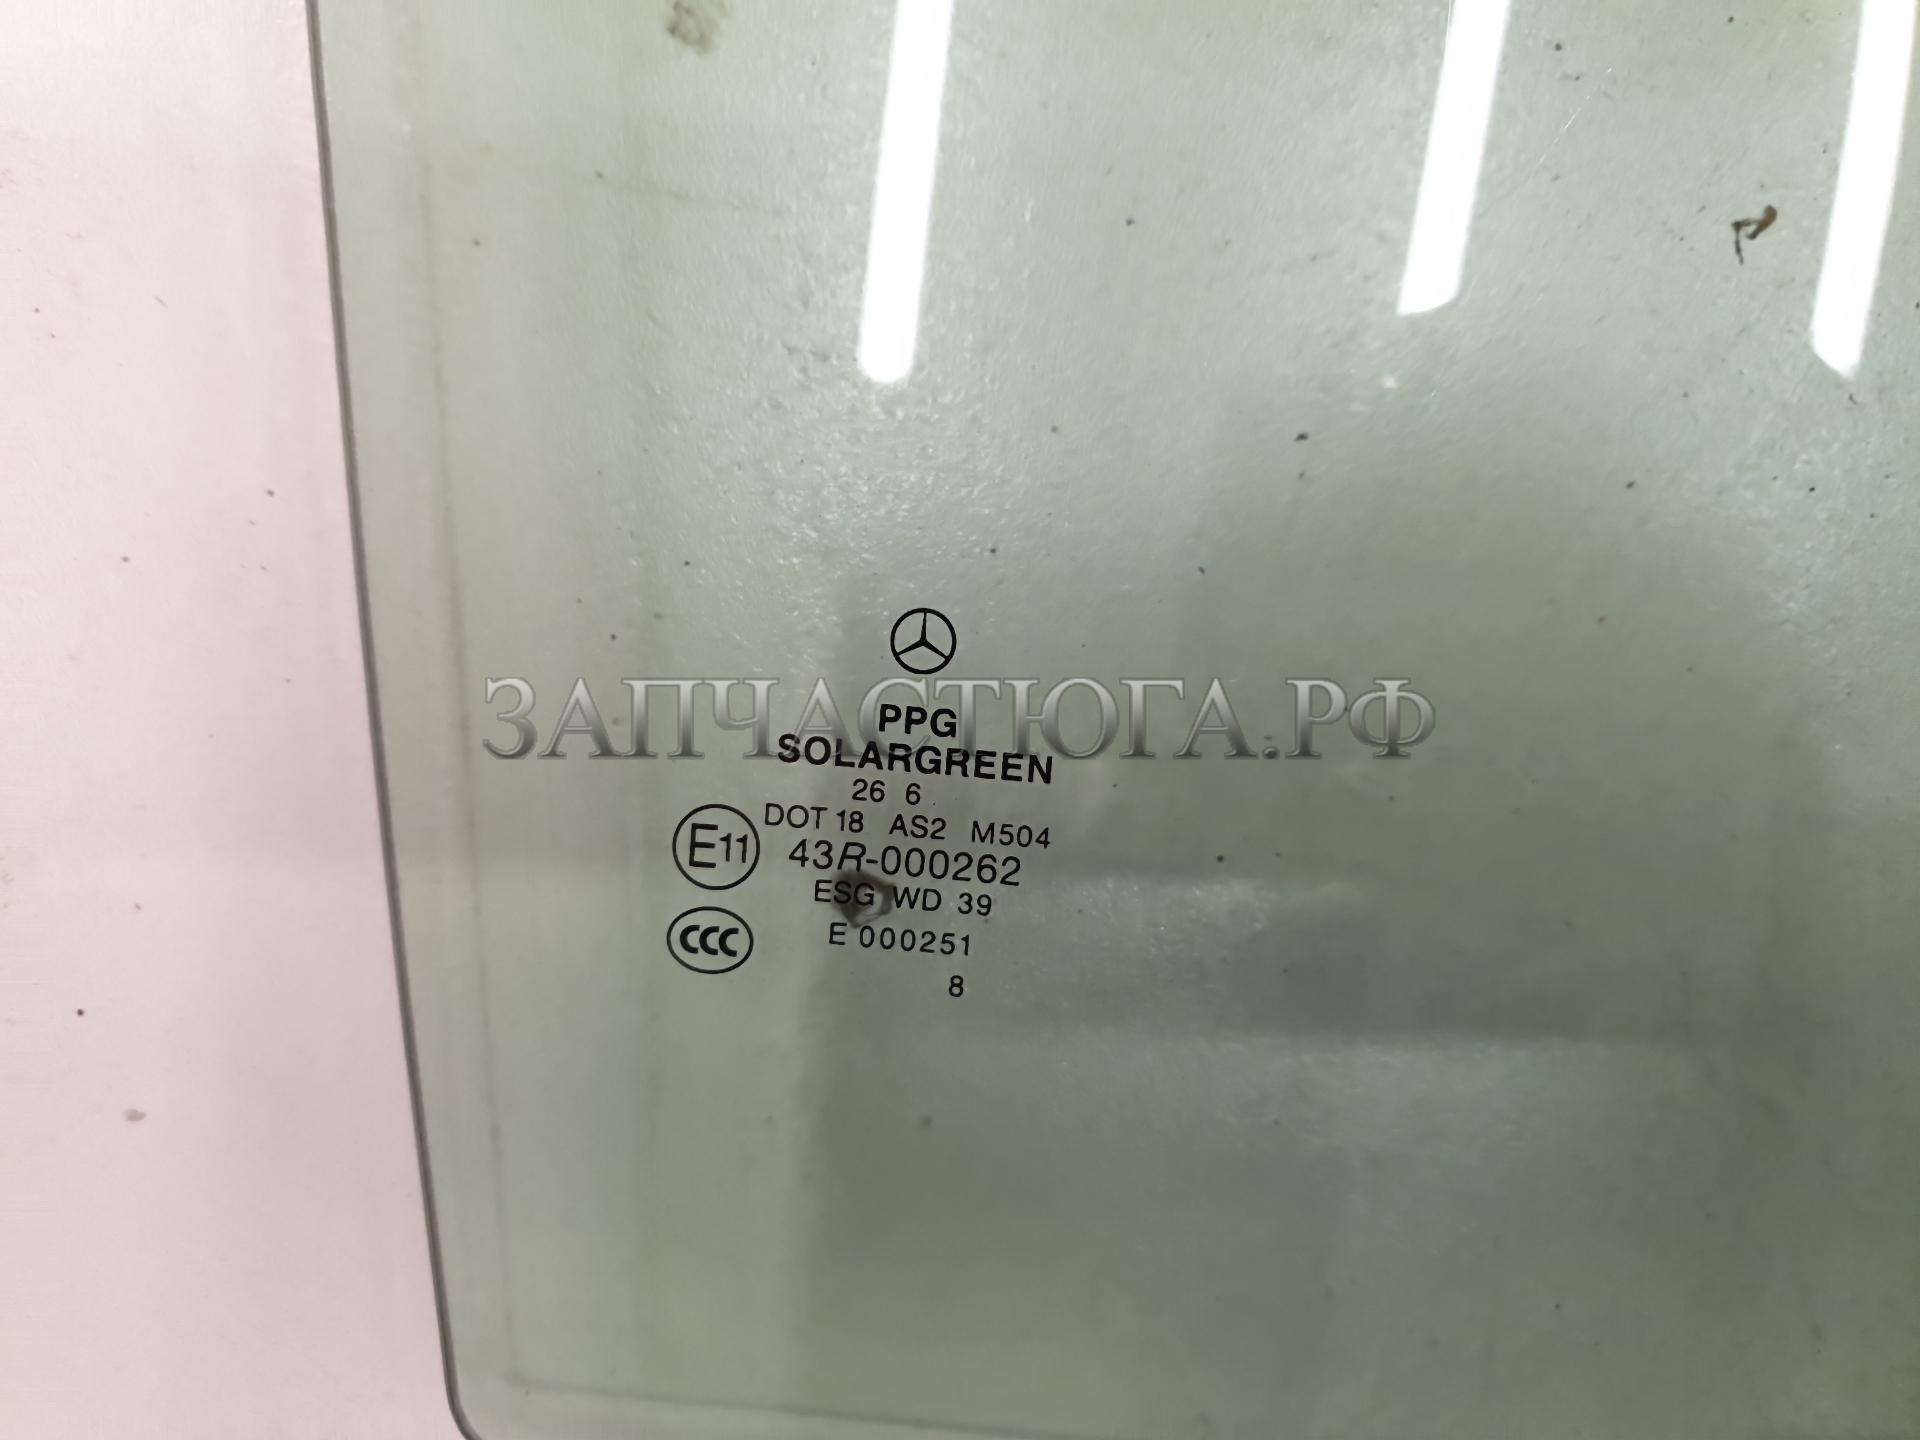 ЗАПЧАСТЮГА.РФ
PPG
SOLARGREEN
26 6
DOT 18 AS2 M504
E11 43R-000262
ESG WD 39
CCC E 000251
8